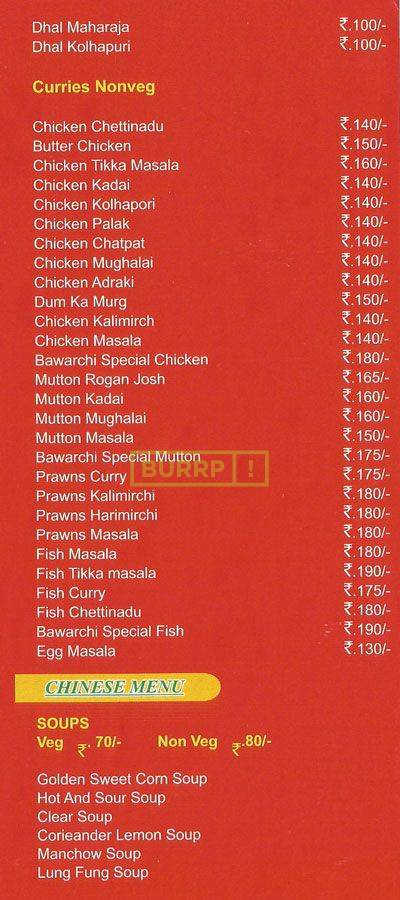 Dhal Maharaja ₹.100/-
Dhal Kolhapuri ₹.100/-
Curries Nonveg
Chicken Chettinadu ₹.140/-
Butter Chicken ₹.150/-
Chicken Tikka Masala ₹.160/-
Chicken Kadai ₹.140/-
Chicken Kolhapori ₹.140/-
Chicken Palak ₹.140/-
Chicken Chatpat ₹.140/-
Chicken Mughalai ₹.140/-
Chicken Adraki ₹.140/-
Dum Ka Murg ₹.150/-
Chicken Kalimirch ₹.140/-
Chicken Masala ₹.140/-
Bawarchi Special Chicken ₹.180/-
Mutton Rogan Josh ₹.165/-
Mutton Kadai ₹.160/-
Mutton Mughalai ₹.160/-
Mutton Masala ₹.150/-
Bawarchi Special Mutton ₹.175/-
BURRP!
Prawns Curry ₹.175/-
Prawns Kalimirchi ₹.180/-
Prawns Harimirchi ₹.180/-
Prawns Masala ₹.180/-
Fish Masala ₹.180/-
Fish Tikka masala ₹.190/-
Fish Curry ₹.175/-
Fish Chettinadu ₹.180/-
Bawarchi Special Fish ₹.190/-
Egg Masala ₹.130/-
CHINESE MENU
SOUPS
Veg ₹. 70/- Non Veg ₹.80/-
Golden Sweet Corn Soup
Hot And Sour Soup
Clear Soup
Corieander Lemon Soup
Manchow Soup
Lung Fung Soup